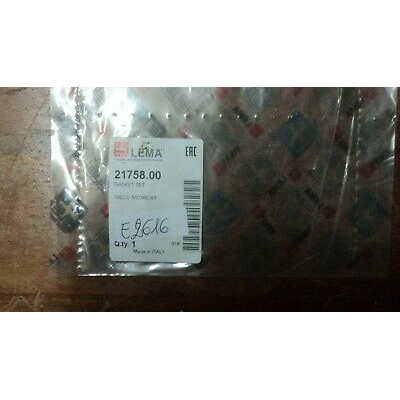 LEMA
EAC
21758.00
GASKET SET
E2616
Q.ty: 1
Made in ITALY